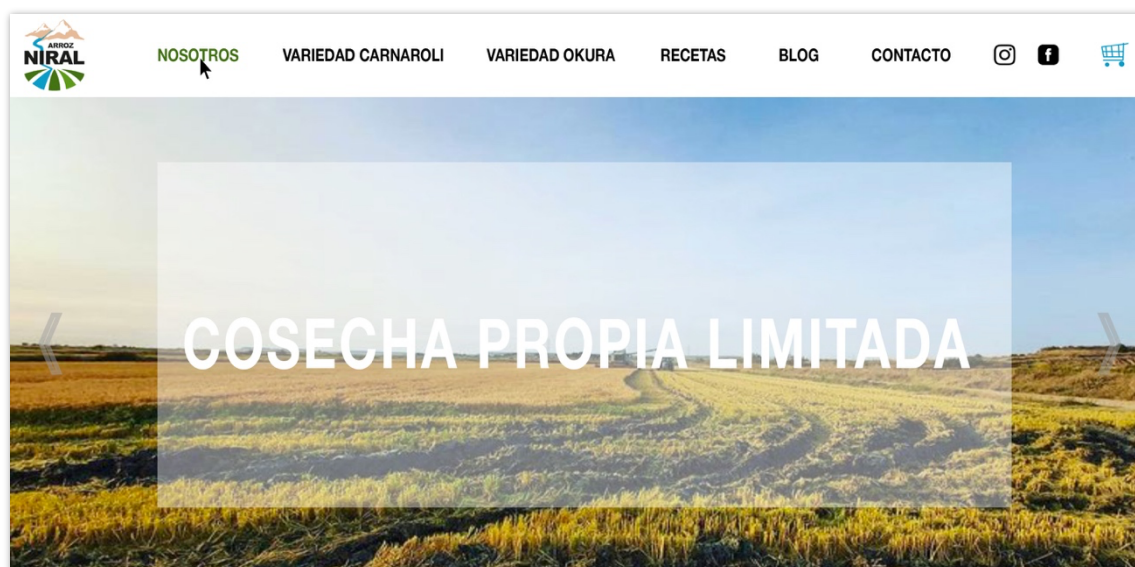 ARROZ
NIRAL
NOSOTROS VARIEDAD CARNAROLI VARIEDAD OKURA RECETAS BLOG CONTACTO
COSECHA PROPIA LIMITADA